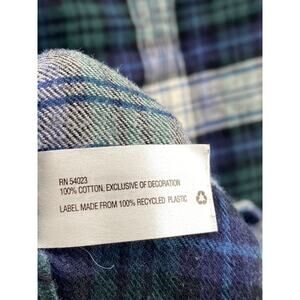 RN 54023
100% COTTON, EXCLUSIVE OF DECORATION
LABEL MADE FROM 100% RECYCLED PLASTIC